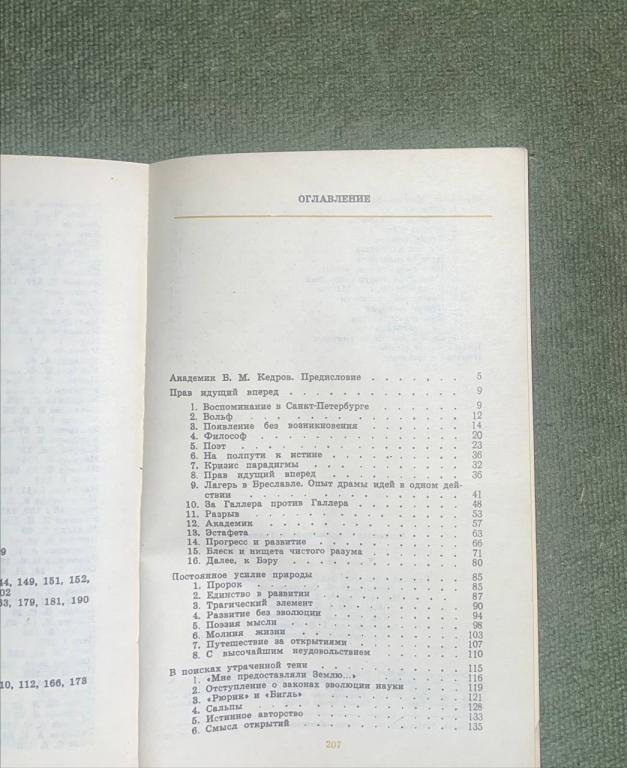 9
44, 149, 151, 152,
02
53, 179, 181, 190
10, 112, 166, 173
ОГЛАВЛЕНИЕ
Академик Б. М. Кедров. Предисловие . . . . . . . 5
Прав идущий вперед . . . . . . . . . . 9
1. Воспоминание в Санкт-Петербурге . . . . . . 9
2. Вольф . . . . . . . . . . . 12
3. Появление без возникновения . . . . . . . 14
4. Философ . . . . . . . . . . . 20
5. Поэт . . . . . . . . . . . 23
6. На полпути к истине . . . . . . . . 36
7. Кризис парадигмы . . . . . . . . . 32
8. Прав идущий вперед . . . . . . . . 36
9. Лагерь в Бреславле. Опыт драмы идей в одном дей-
ствии . . . . . . . . . . . 41
10. За Галлера против Галлера . . . . . . . 48
11. Разрыв . . . . . . . . . . . 53
12. Академик . . . . . . . . . . 57
13. Эстафета . . . . . . . . . . 63
14. Прогресс и развитие . . . . . . . . 66
15. Блеск и нищета чистого разума . . . . . . 71
16. Далее, к Бэру . . . . . . . . . 80
Постоянное усилие природы . . . . . . . . 85
1. Пророк . . . . . . . . . . . 85
2. Единство в развитии . . . . . . . . 87
3. Трагический элемент . . . . . . . . 90
4. Развитие без эволюции . . . . . . . . 94
5. Поэзия мысли . . . . . . . . . 98
6. Молния жизни . . . . . . . . . 103
7. Путешествие за открытиями . . . . . . . 107
8. С высочайшим неудовольствием . . . . . . 110
В поисках утраченной тени . . . . . . . . 115
1. «Мне предоставляли Землю...» . . . . . . 116
2. Отступление о законах эволюции науки . . . . 119
3. «Рюрик» и «Бигль» . . . . . . . . 121
4. Сальпы . . . . . . . . . . . 128
5. Истинное авторство . . . . . . . . 133
6. Смысл открытий . . . . . . . . . 135
207